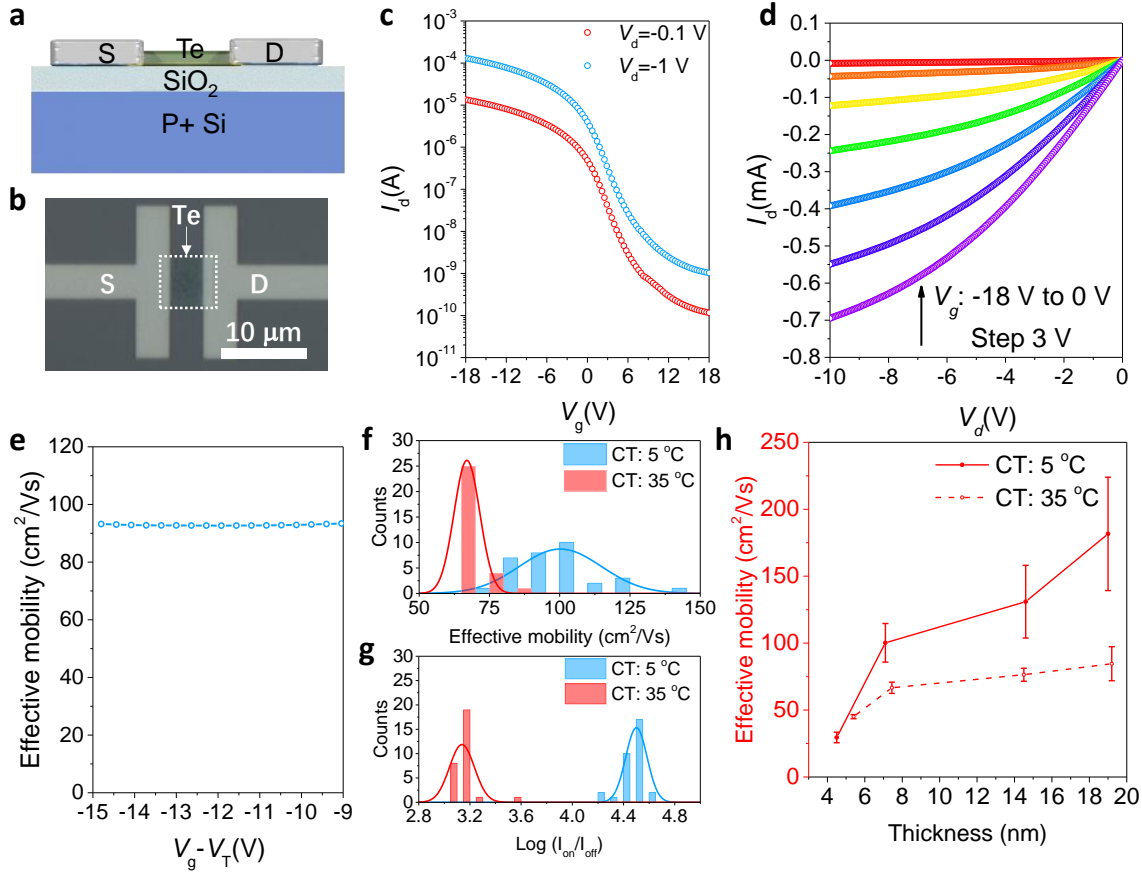 a
S
Te
D
SiO2
P+ Si
b
Te
S
D
10 μm
c
10-3
10-4
10-5
10-6
10-7
10-8
10-9
10-10
10-11
Id(A)
Vd=-0.1 V
Vd=-1 V
-18 -12 -6 0 6 12 18
Vg(V)
d
0.0
-0.1
-0.2
-0.3
-0.4
-0.5
-0.6
-0.7
-0.8
Id(mA)
Vg: -18 V to 0 V
Step 3 V
-10 -8 -6 -4 -2 0
Vd(V)
e
120
100
80
60
40
20
0
Effective mobility (cm2/Vs)
-15 -14 -13 -12 -11 -10 -9
Vg-VT(V)
f
30
25
20
15
10
5
0
Counts
CT: 5 oC
CT: 35 oC
50 75 100 125 150
Effective mobility (cm2/Vs)
g
30
25
20
15
10
5
0
Counts
CT: 5 oC
CT: 35 oC
2.8 3.2 3.6 4.0 4.4 4.8
Log (Ion/Ioff)
h
250
200
150
100
50
0
Effective mobility (cm2/Vs)
CT: 5 oC
CT: 35 oC
4 6 8 10 12 14 16 18 20
Thickness (nm)